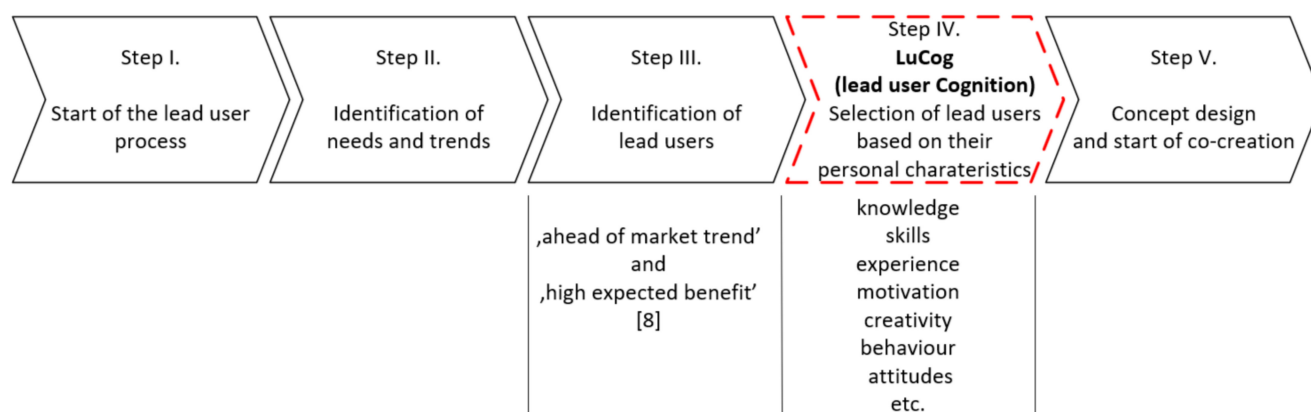 Step I.
Start of the lead user
process
Step II.
Identification of
needs and trends
Step III.
Identification of
lead users
Step IV.
LuCog
(lead user Cognition)
Selection of lead users
based on their
personal charateristics
Step V.
Concept design
and start of co-creation
‚ahead of market trend’
and
‚high expected benefit’
[8]
knowledge
skills
experience
motivation
creativity
behaviour
attitudes
etc.